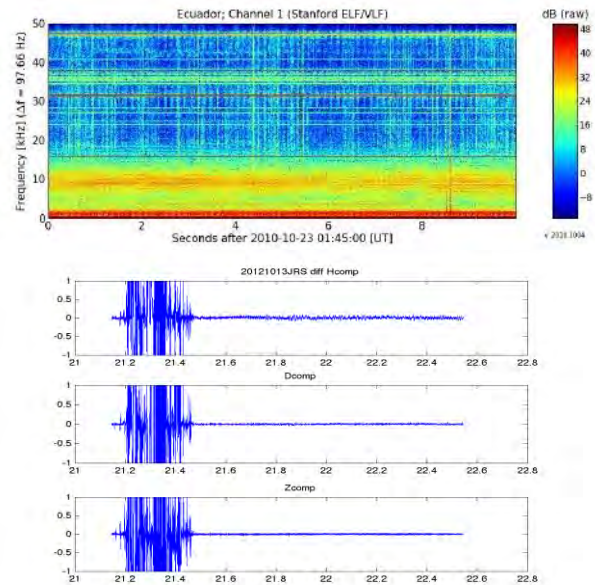 Ecuador; Channel 1 (Stanford ELF/VLF)
dB (raw)
Frequency [kHz] (Δf = 97.66 Hz)
50
40
30
20
10
0
0 2 4 6 8
Seconds after 2010-10-23 01:45:00 [UT]
48
40
32
24
16
8
0
−8
20121013JRS diff Hcomp
1
0.5
0
-0.5
-1
21 21.2 21.4 21.6 21.8 22 22.2 22.4 22.6 22.8
Dcomp
1
0.5
0
-0.5
-1
21 21.2 21.4 21.6 21.8 22 22.2 22.4 22.6 22.8
Zcomp
1
0.5
0
-0.5
-1
21 21.2 21.4 21.6 21.8 22 22.2 22.4 22.6 22.8